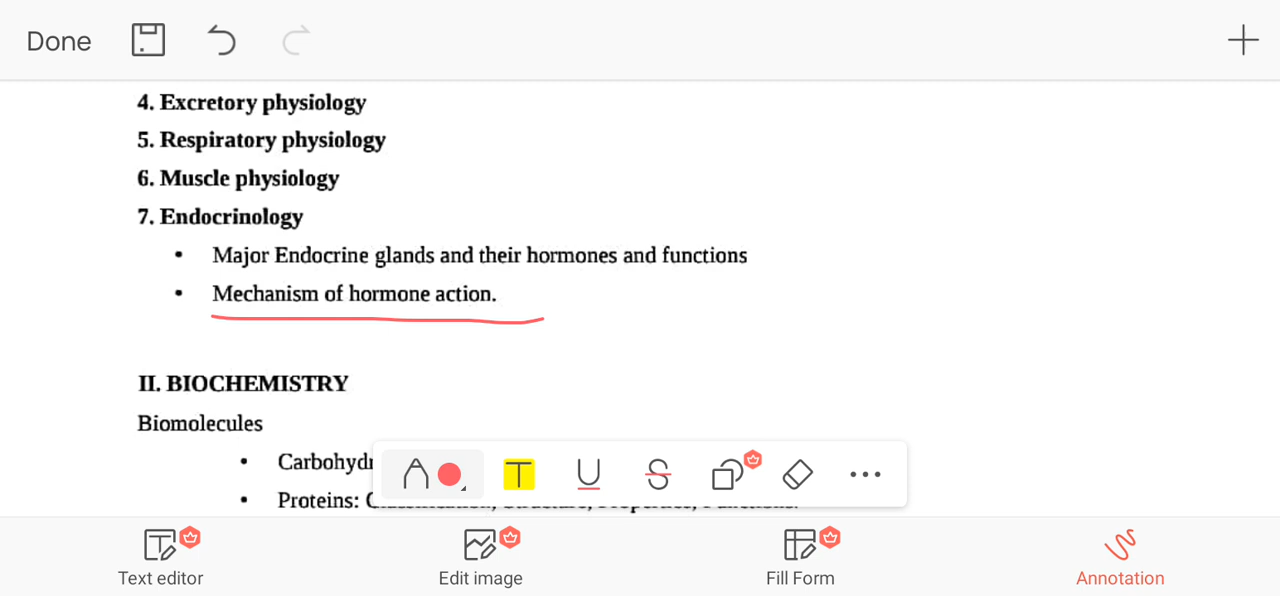 Done
4. Excretory physiology
5. Respiratory physiology
6. Muscle physiology
7. Endocrinology
• Major Endocrine glands and their hormones and functions
• Mechanism of hormone action.
II. BIOCHEMISTRY
Biomolecules
• Carbohydr
• Proteins:
T U S
Text editor
Edit image
Fill Form
Annotation